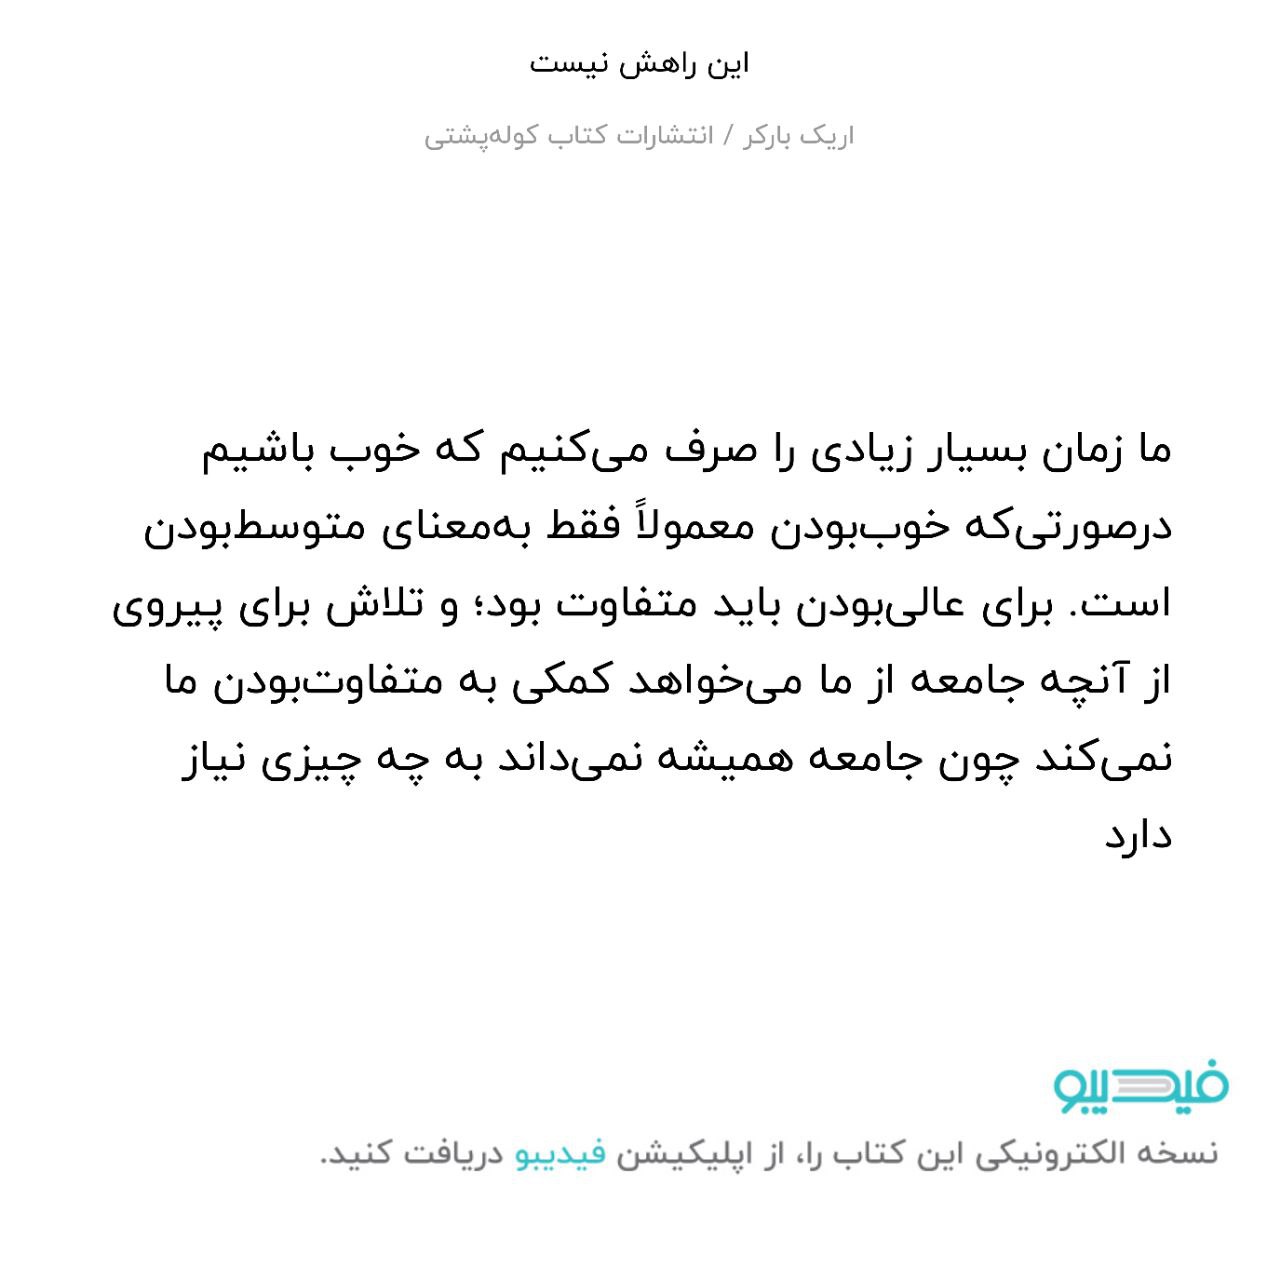 این راهش نیست
اریک بارکر / انتشارات کتاب کوله‌پشتی
ما زمان بسیار زیادی را صرف می‌کنیم که خوب باشیم
درصورتی‌که خوب‌بودن معمولاً فقط به‌معنای متوسط‌بودن
است. برای عالی‌بودن باید متفاوت بود؛ و تلاش برای پیروی
از آنچه جامعه از ما می‌خواهد کمکی به متفاوت‌بودن ما
نمی‌کند چون جامعه همیشه نمی‌داند به چه چیزی نیاز
دارد
فیدیبو
نسخه الکترونیکی این کتاب را، از اپلیکیشن فیدیبو دریافت کنید.